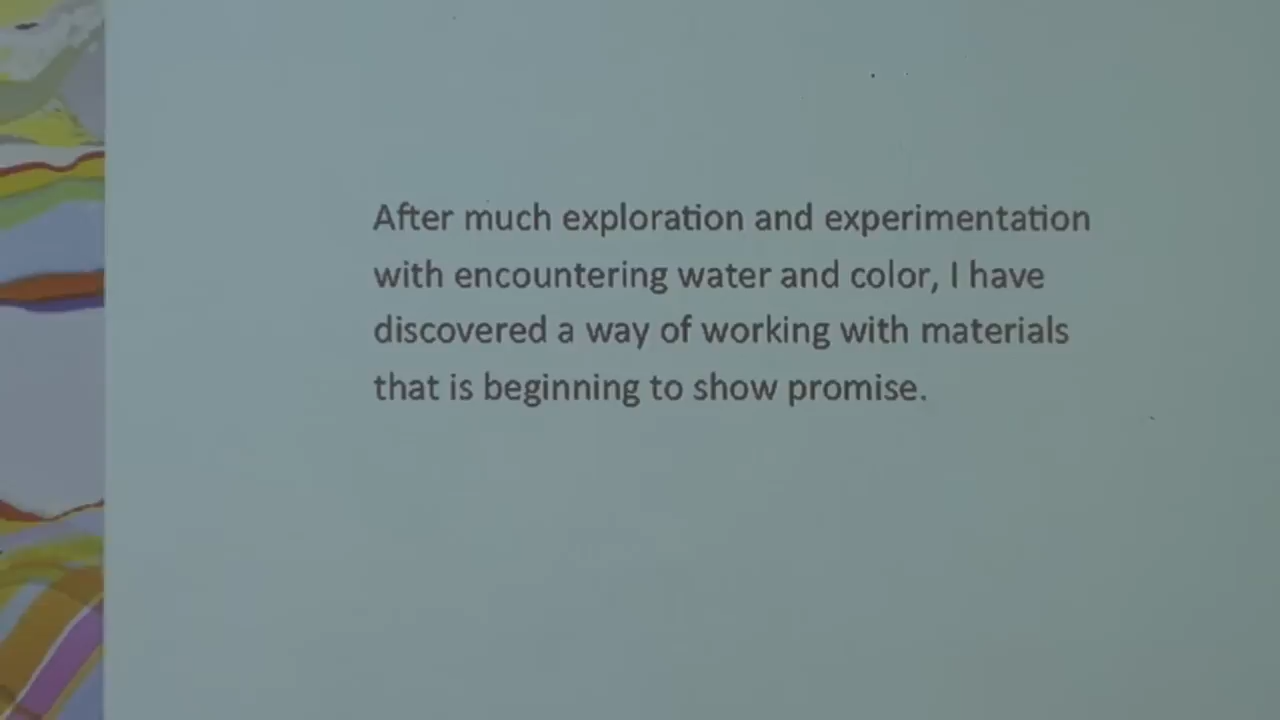 After much exploration and experimentation
with encountering water and color, I have
discovered a way of working with materials
that is beginning to show promise.